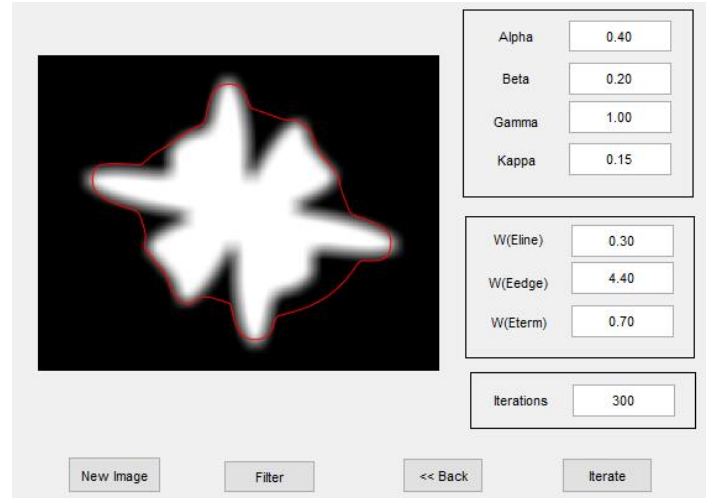 Alpha 0.40
Beta 0.20
Gamma 1.00
Kappa 0.15
W(Eline) 0.30
W(Eedge) 4.40
W(Eterm) 0.70
Iterations 300
New Image Filter << Back Iterate